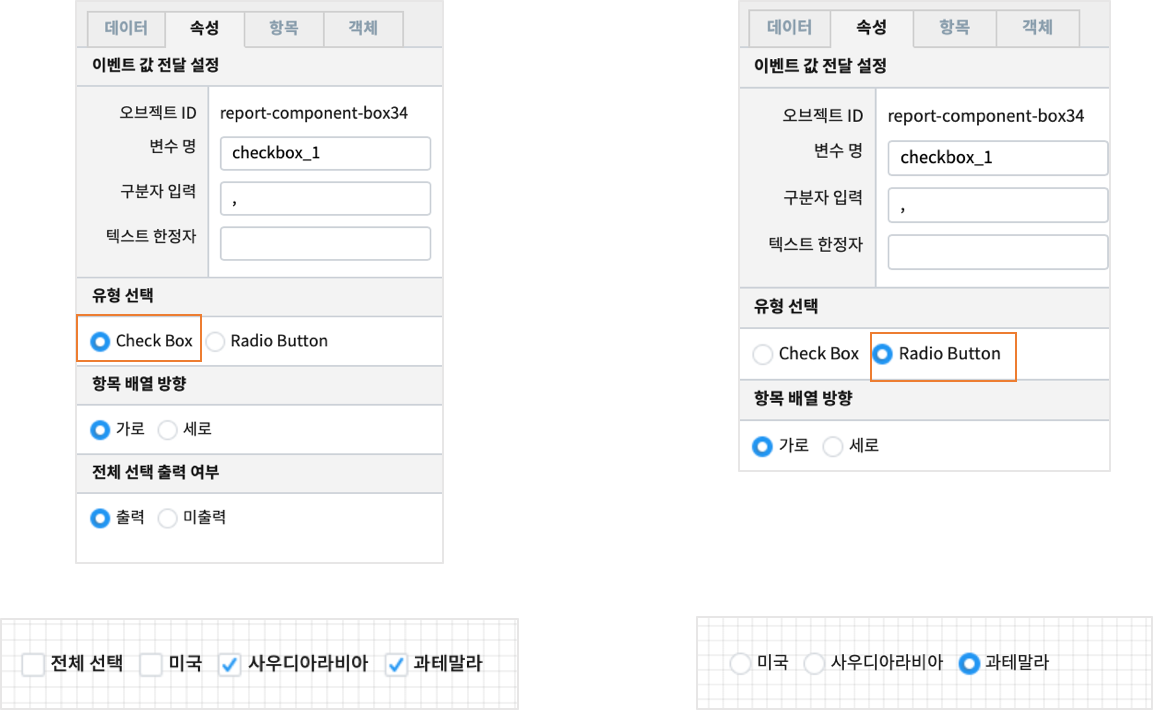 데이터 속성 항목 객체
이벤트 값 전달 설정
오브젝트 ID report-component-box34
변수 명 checkbox_1
구분자 입력 ,
텍스트 한정자
유형 선택
Check Box Radio Button
항목 배열 방향
가로 세로
전체 선택 출력 여부
출력 미출력
전체 선택 미국 사우디아라비아 과테말라
데이터 속성 항목 객체
이벤트 값 전달 설정
오브젝트 ID report-component-box34
변수 명 checkbox_1
구분자 입력 ,
텍스트 한정자
유형 선택
Check Box Radio Button
항목 배열 방향
가로 세로
미국 사우디아라비아 과테말라